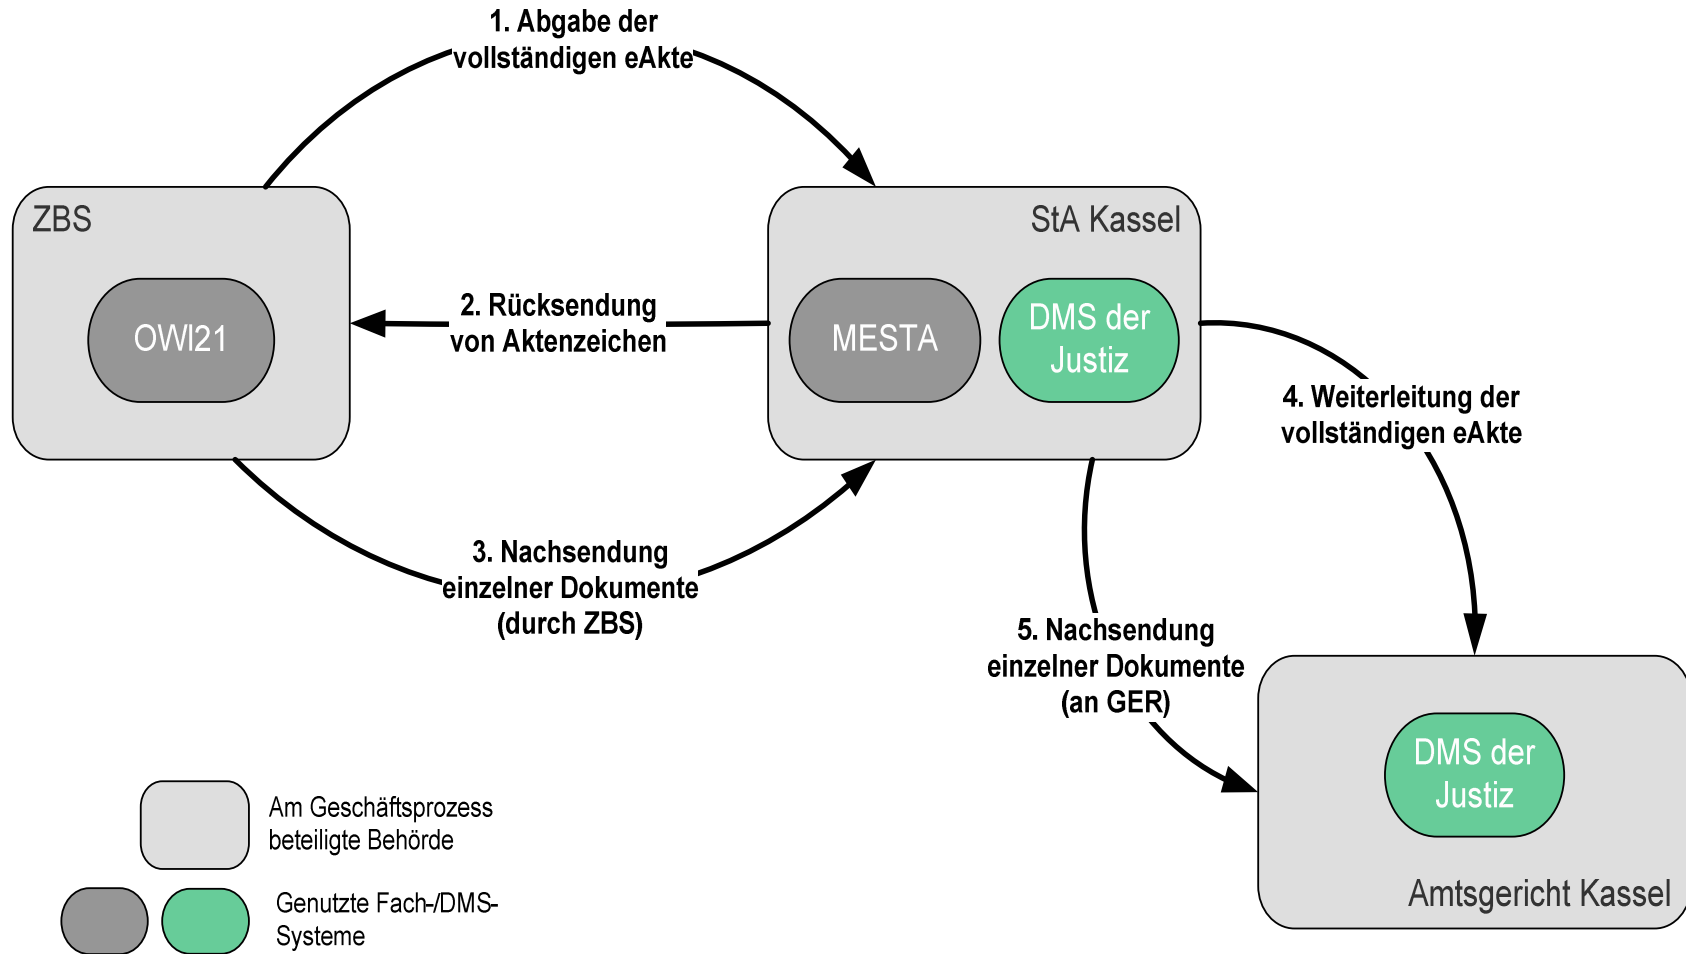 1. Abgabe der
vollständigen eAkte
ZBS
OWI21
2. Rücksendung
von Aktenzeichen
StA Kassel
MESTA
DMS der
Justiz
3. Nachsendung
einzelner Dokumente
(durch ZBS)
4. Weiterleitung der
vollständigen eAkte
5. Nachsendung
einzelner Dokumente
(an GER)
DMS der
Justiz
Amtsgericht Kassel
Am Geschäftsprozess
beteiligte Behörde
Genutzte Fach-/DMS-
Systeme